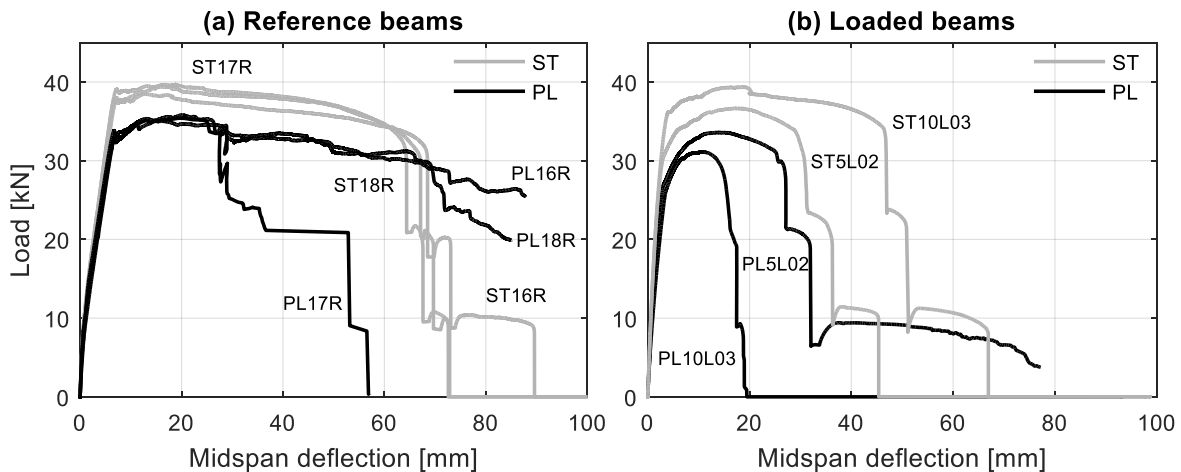 (a) Reference beams
(b) Loaded beams
Load [kN]
40
30
20
10
0
0 20 40 60 80 100
Midspan deflection [mm]
ST
PL
ST17R
ST18R
PL16R
PL18R
ST16R
PL17R
40
30
20
10
0
0 20 40 60 80 100
Midspan deflection [mm]
ST
PL
ST10L03
ST5L02
PL5L02
PL10L03